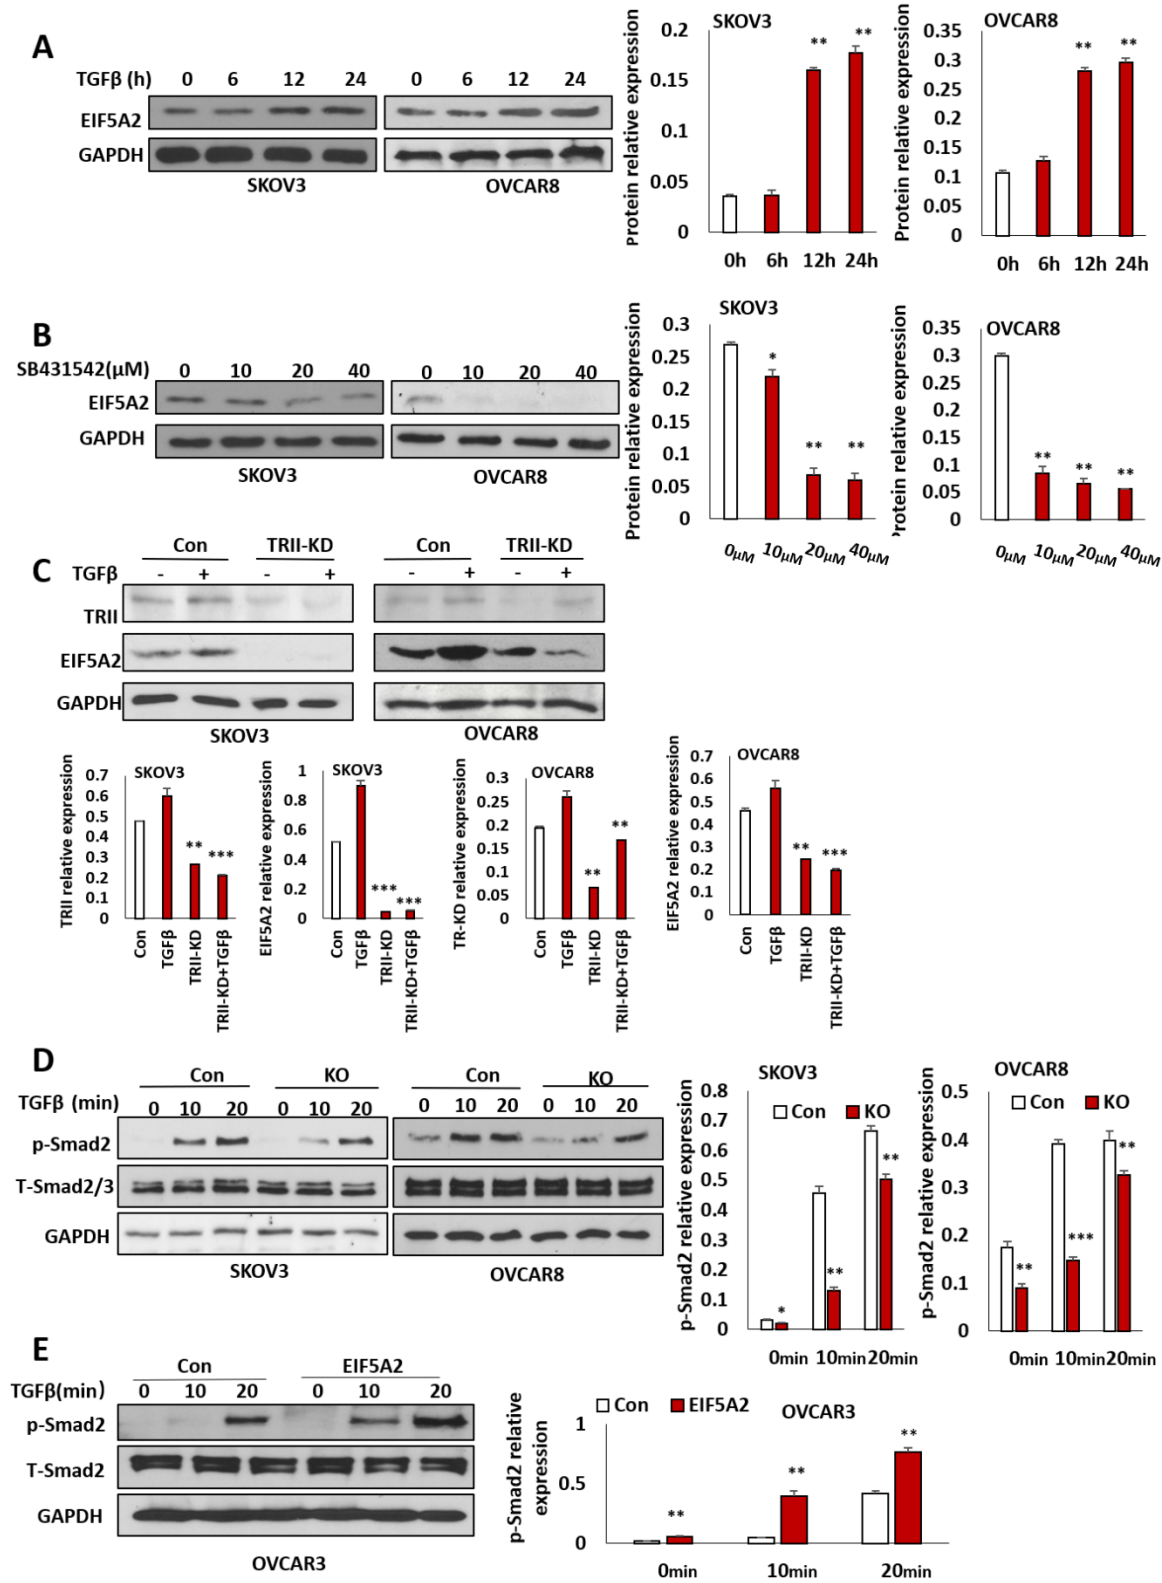 A
TGFβ (h) 0 6 12 24 0 6 12 24
EIF5A2
GAPDH
SKOV3 OVCAR8
SKOV3
Protein relative expression
0.2
0.15
0.1
0.05
0
** **
0h 6h 12h 24h
OVCAR8
Protein relative expression
0.35
0.3
0.25
0.2
0.15
0.1
0.05
0
** **
0h 6h 12h 24h
B
SB431542(μM) 0 10 20 40 0 10 20 40
EIF5A2
GAPDH
SKOV3 OVCAR8
SKOV3
Protein relative expression
0.3
0.25
0.2
0.15
0.1
0.05
0
* ** **
0μM 10μM 20μM 40μM
OVCAR8
Protein relative expression
0.35
0.3
0.25
0.2
0.15
0.1
0.05
0
** ** **
0μM 10μM 20μM 40μM
C
Con TRII-KD Con TRII-KD
TGFβ - + - + - + - +
TRII
EIF5A2
GAPDH
SKOV3 OVCAR8
SKOV3
TRII relative expression
0.7
0.6
0.5
0.4
0.3
0.2
0.1
0
** ***
Con TGFβ TRII-KD TRII-KD+TGFβ
SKOV3
EIF5A2 relative expression
1
0.8
0.6
0.4
0.2
0
*** ***
Con TGFβ TRII-KD TRII-KD+TGFβ
OVCAR8
TR-KD relative expression
0.3
0.25
0.2
0.15
0.1
0.05
0
** **
Con TGFβ TRII-KD TRII-KD+TGFβ
OVCAR8
EIF5A2 relative expression
0.7
0.6
0.5
0.4
0.3
0.2
0.1
0
** ***
Con TGFβ TRII-KD TRII-KD+TGFβ
D
Con KO Con KO
TGFβ (min) 0 10 20 0 10 20 0 10 20 0 10 20
p-Smad2
T-Smad2/3
GAPDH
SKOV3 OVCAR8
SKOV3
Con KO
p-Smad2 relative expression
0.8
0.7
0.6
0.5
0.4
0.3
0.2
0.1
0
* ** **
0min 10min 20min
OVCAR8
Con KO
p-Smad2 relative expression
0.5
0.4
0.3
0.2
0.1
0
** *** **
0min 10min 20min
E
Con EIF5A2
TGFβ(min) 0 10 20 0 10 20
p-Smad2
T-Smad2
GAPDH
OVCAR3
Con EIF5A2 OVCAR3
p-Smad2 relative
expression
1
0.5
0
** ** **
0min 10min 20min